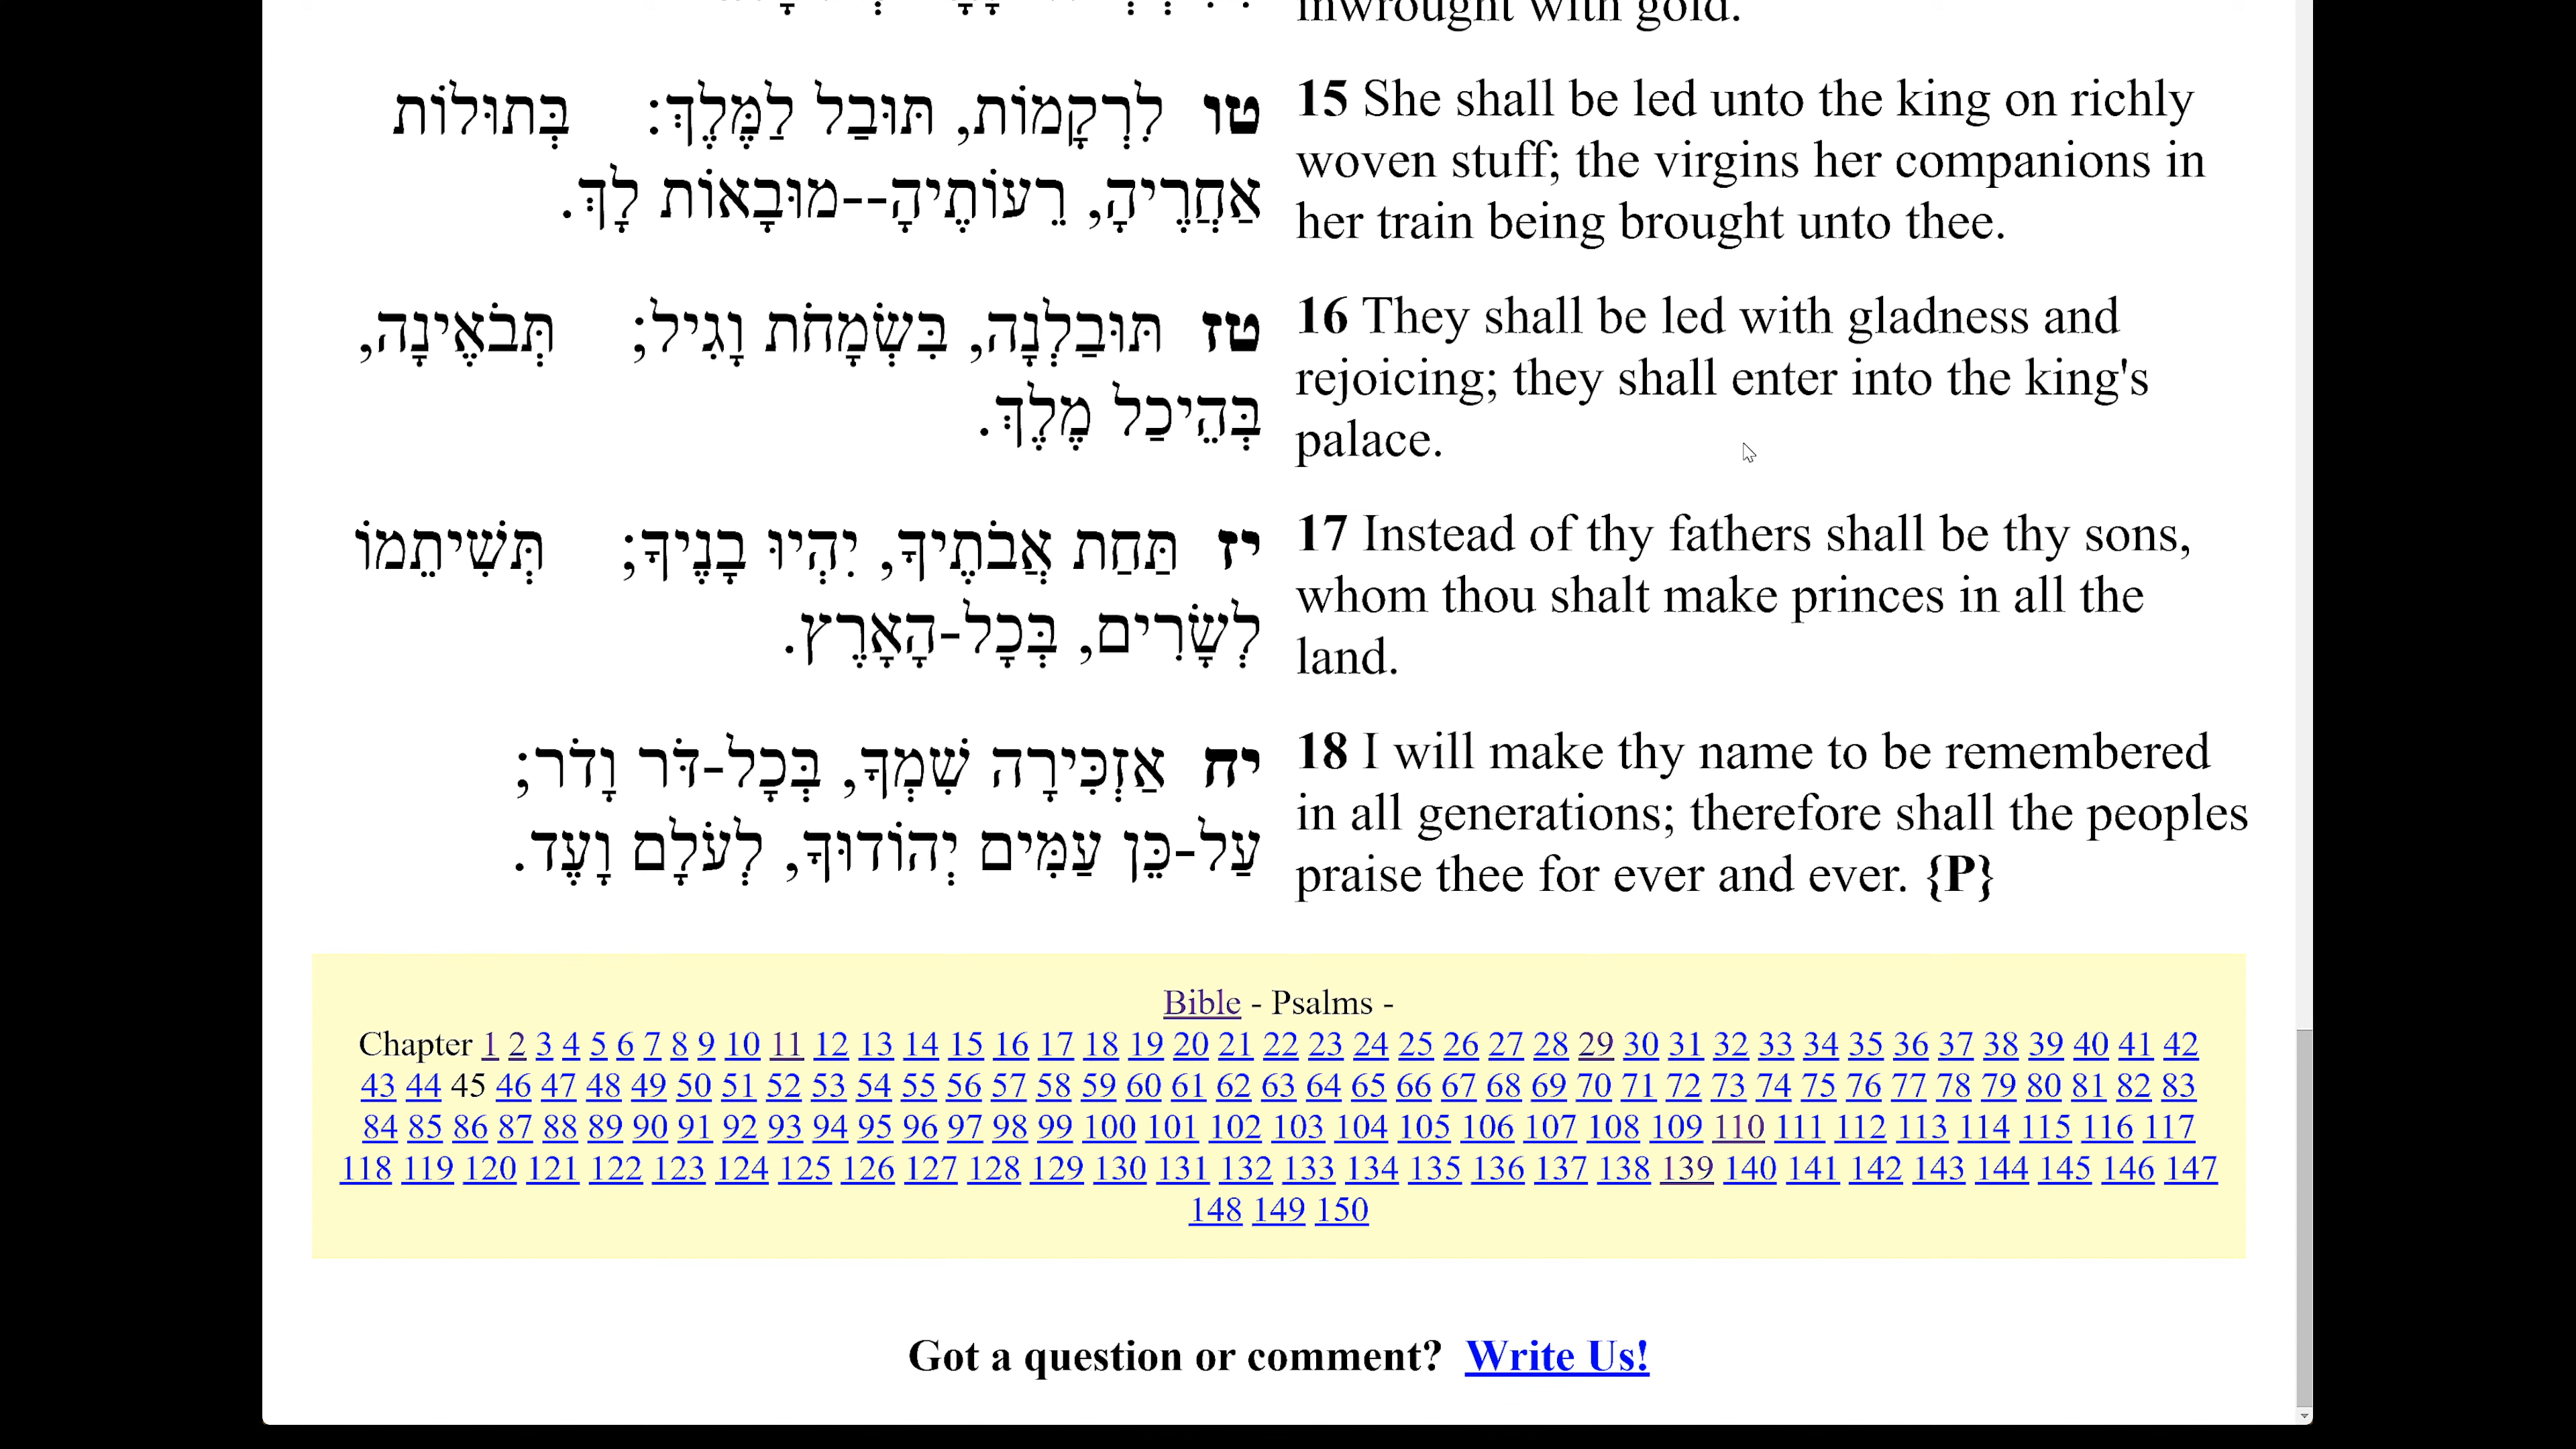 inwrought with gold.
טו לִרְקָמוֹת, תּוּבַל לַמֶּלֶךְ: בְּתוּלוֹת
אַחֲרֶיהָ, רֵעוֹתֶיהָ--מוּבָאוֹת לָךְ.
15 She shall be led unto the king on richly
woven stuff; the virgins her companions in
her train being brought unto thee.
טז תּוּבַלְנָה, בִּשְׂמָחֹת וָגִיל; תְּבֹאֶינָה,
בְּהֵיכַל מֶלֶךְ.
16 They shall be led with gladness and
rejoicing; they shall enter into the king's
palace.
יז תַּחַת אֲבֹתֶיךָ, יִהְיוּ בָנֶיךָ; תְּשִׁיתֵמוֹ
לְשָׂרִים, בְּכָל-הָאָרֶץ.
17 Instead of thy fathers shall be thy sons,
whom thou shalt make princes in all the
land.
יח אַזְכִּירָה שִׁמְךָ, בְּכָל-דֹּר וָדֹר;
עַל-כֵּן עַמִּים יְהוֹדוּךָ, לְעֹלָם וָעֶד.
18 I will make thy name to be remembered
in all generations; therefore shall the peoples
praise thee for ever and ever. {P}
Bible - Psalms -
Chapter 1 2 3 4 5 6 7 8 9 10 11 12 13 14 15 16 17 18 19 20 21 22 23 24 25 26 27 28 29 30 31 32 33 34 35 36 37 38 39 40 41 42
43 44 45 46 47 48 49 50 51 52 53 54 55 56 57 58 59 60 61 62 63 64 65 66 67 68 69 70 71 72 73 74 75 76 77 78 79 80 81 82 83
84 85 86 87 88 89 90 91 92 93 94 95 96 97 98 99 100 101 102 103 104 105 106 107 108 109 110 111 112 113 114 115 116 117
118 119 120 121 122 123 124 125 126 127 128 129 130 131 132 133 134 135 136 137 138 139 140 141 142 143 144 145 146 147
148 149 150
Got a question or comment? Write Us!